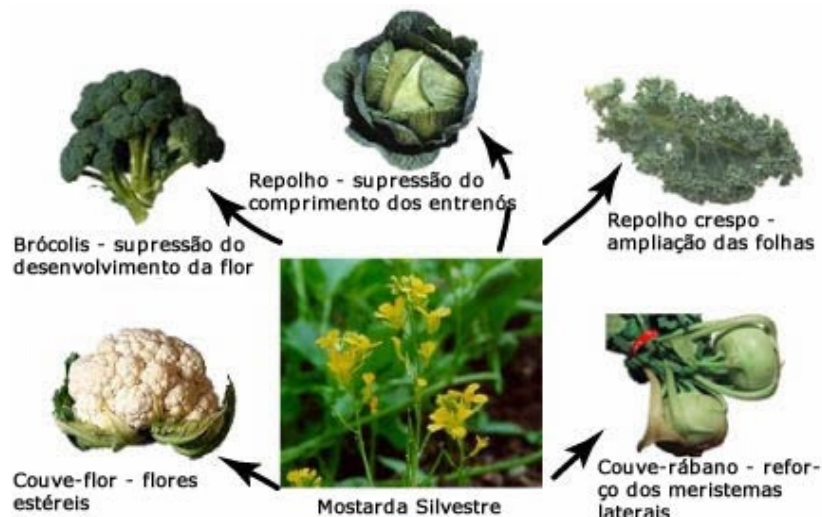 Repolho - supressão do
comprimento dos entrenós
Repolho crespo -
ampliação das folhas
Brócolis - supressão do
desenvolvimento da flor
Couve-flor - flores
estéreis
Mostarda Silvestre
Couve-rábano - refor-
ço dos meristemas
laterais